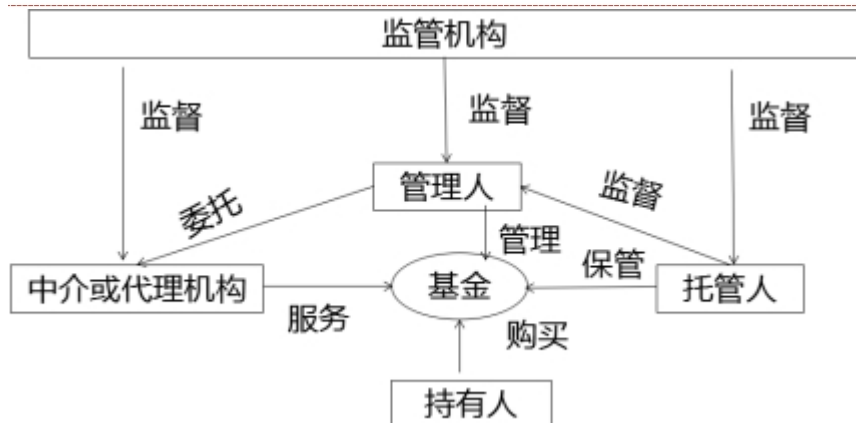 监管机构
监督
监督
监督
管理人
监督
委托
管理
保管
中介或代理机构
基金
托管人
服务
购买
持有人